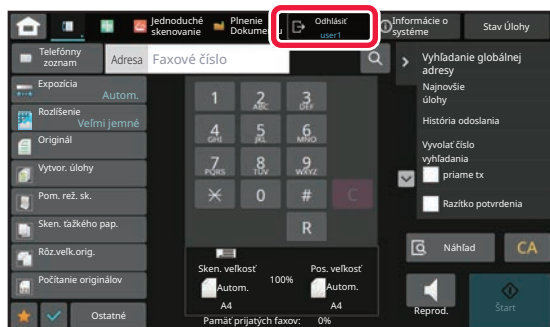 Jednoduché
skenovanie
Plnenie
Dokumentu
Odhlásiť
user1
Informácie o
systéme
Stav Úlohy
Telefónny
zoznam
Adresa
Faxové číslo
Vyhľadanie globálnej
adresy
Najnovšie
úlohy
História odoslania
Vyvolať číslo
vyhľadania
priame tx
Razítko potvrdenia
Expozícia
Autom.
Rozlíšenie
Veľmi jemné
Originál
Vytvor. úlohy
Pom. rež. sk.
Sken. ťažkého pap.
Rôz.veľk.orig.
Počítanie originálov
Ostatné
1
2
ABC
3
DEF
4
GHI
5
JKL
6
MNO
7
PQRS
8
TUV
9
WXYZ
0
#
C
R
Sken. veľkosť
Autom.
A4
100%
Pos. veľkosť
Autom.
A4
Pamäť prijatých faxov: 0%
Náhľad
CA
Reprod.
Štart